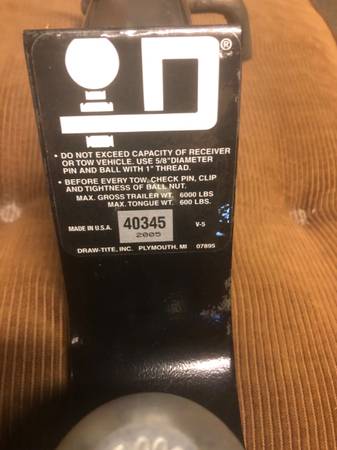 D®
• DO NOT EXCEED CAPACITY OF RECEIVER
OR TOW VEHICLE. USE 5/8"DIAMETER
PIN AND BALL WITH 1" THREAD.
• BEFORE EVERY TOW, CHECK PIN, CLIP
AND TIGHTNESS OF BALL NUT.
MAX. GROSS TRAILER WT. 6000 LBS
MAX. TONGUE WT. 600 LBS.
MADE IN U.S.A. 40345 V-5
2005
DRAW-TITE, INC. PLYMOUTH, MI 07895